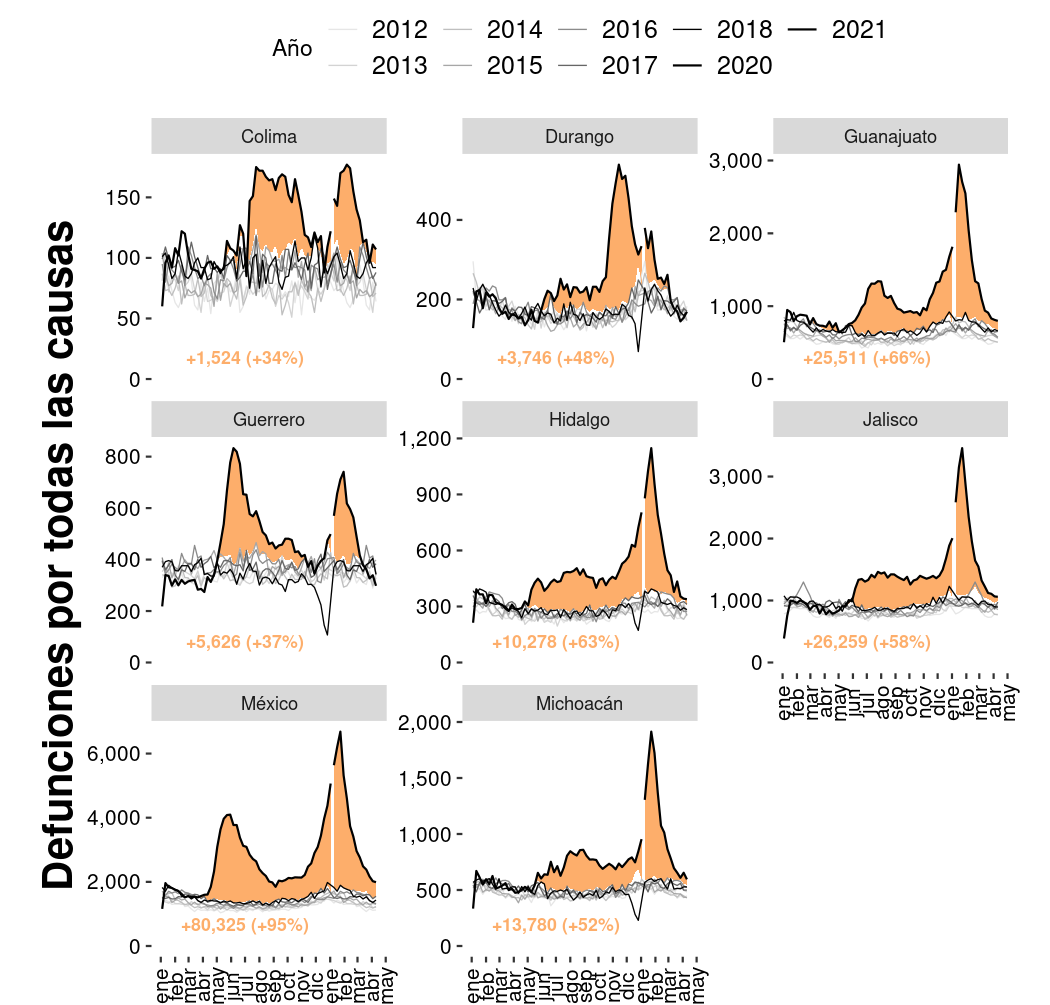 Año
2012 2014 2016 2018 2021
2013 2015 2017 2020
Defunciones por todas las causas
Colima
150
100
50
0
+1,524 (+34%)
Durango
400
200
0
+3,746 (+48%)
Guanajuato
3,000
2,000
1,000
0
+25,511 (+66%)
Guerrero
800
600
400
200
0
+5,626 (+37%)
Hidalgo
1,200
900
600
300
0
+10,278 (+63%)
Jalisco
3,000
2,000
1,000
0
+26,259 (+58%)
ene feb mar abr may jun jul ago sep oct nov dic ene feb mar abr may
México
6,000
4,000
2,000
0
+80,325 (+95%)
ene feb mar abr may jun jul ago sep oct nov dic ene feb mar abr may
Michoacán
2,000
1,500
1,000
500
0
+13,780 (+52%)
ene feb mar abr may jun jul ago sep oct nov dic ene feb mar abr may